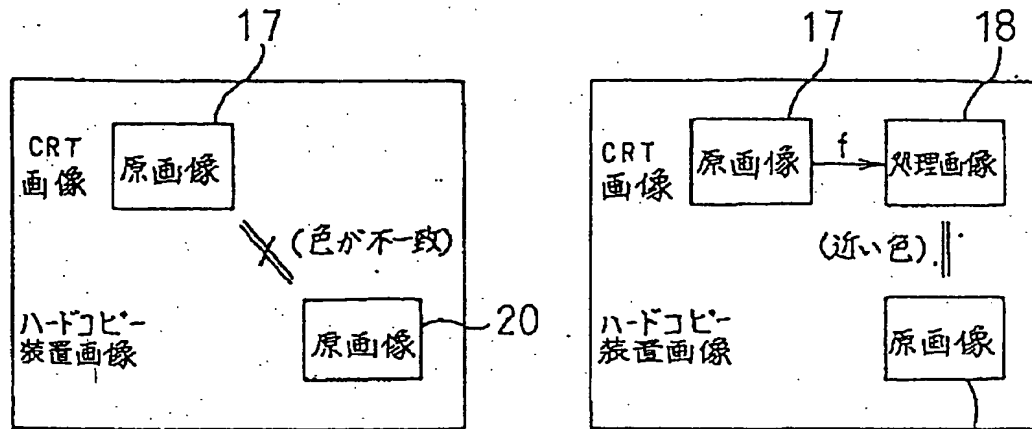 17
CRT
画像
原画像
(色が不一致)
ハードコピー
装置画像
原画像
20
17
18
CRT
画像
原画像
f
処理画像
(近い色)
ハードコピー
装置画像
原画像